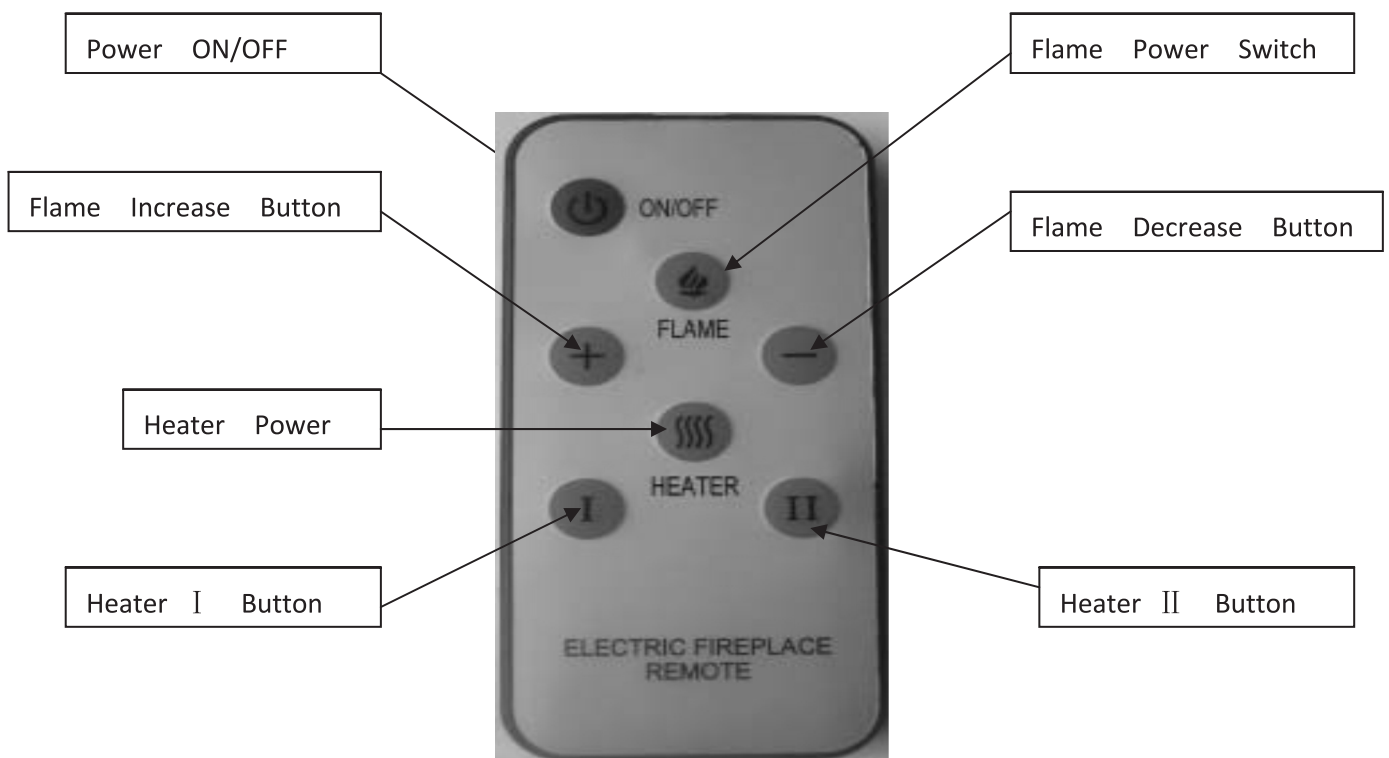 Power ON/OFF
Flame Power Switch
Flame Increase Button
ON/OFF
Flame Decrease Button
FLAME
+
−
Heater Power
HEATER
I
II
Heater Ⅰ Button
Heater Ⅱ Button
ELECTRIC FIREPLACE
REMOTE